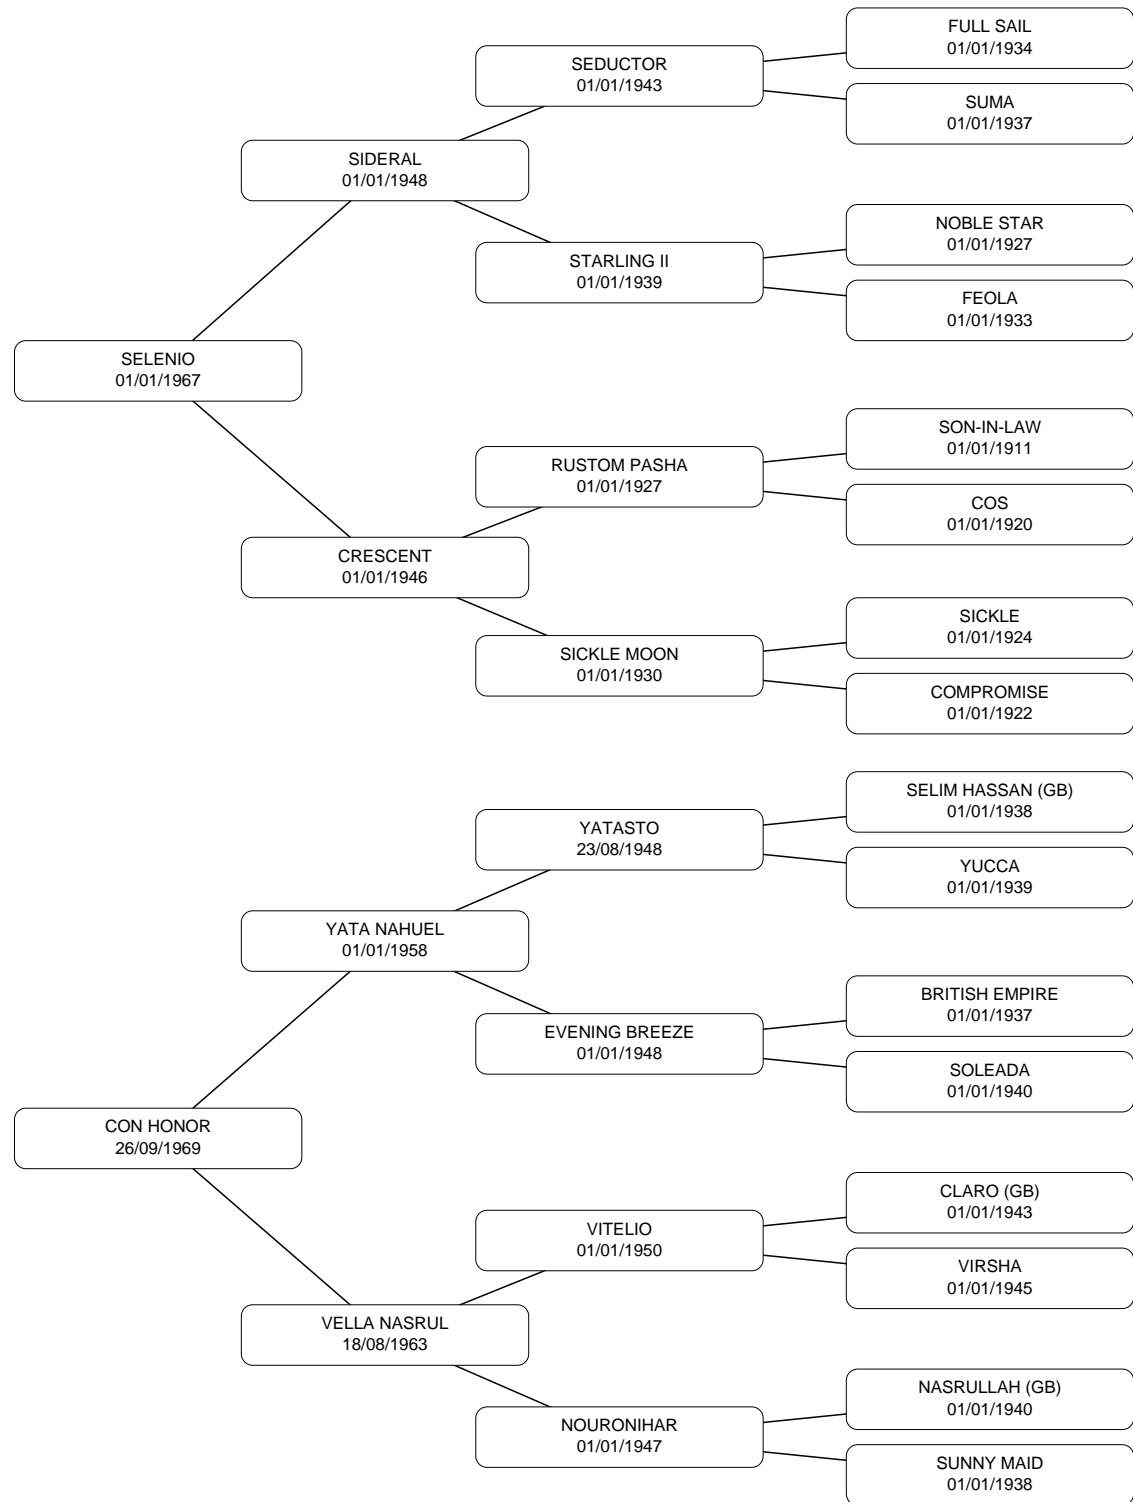 FULL SAIL
01/01/1934
SEDUCTOR
01/01/1943
SUMA
01/01/1937
SIDERAL
01/01/1948
NOBLE STAR
01/01/1927
STARLING II
01/01/1939
FEOLA
01/01/1933
SELENIO
01/01/1967
SON-IN-LAW
01/01/1911
RUSTOM PASHA
01/01/1927
COS
01/01/1920
CRESCENT
01/01/1946
SICKLE
01/01/1924
SICKLE MOON
01/01/1930
COMPROMISE
01/01/1922
SELIM HASSAN (GB)
01/01/1938
YATASTO
23/08/1948
YUCCA
01/01/1939
YATA NAHUEL
01/01/1958
BRITISH EMPIRE
01/01/1937
EVENING BREEZE
01/01/1948
SOLEADA
01/01/1940
CON HONOR
26/09/1969
CLARO (GB)
01/01/1943
VITELIO
01/01/1950
VIRSHA
01/01/1945
VELLA NASRUL
18/08/1963
NASRULLAH (GB)
01/01/1940
NOURONIHAR
01/01/1947
SUNNY MAID
01/01/1938